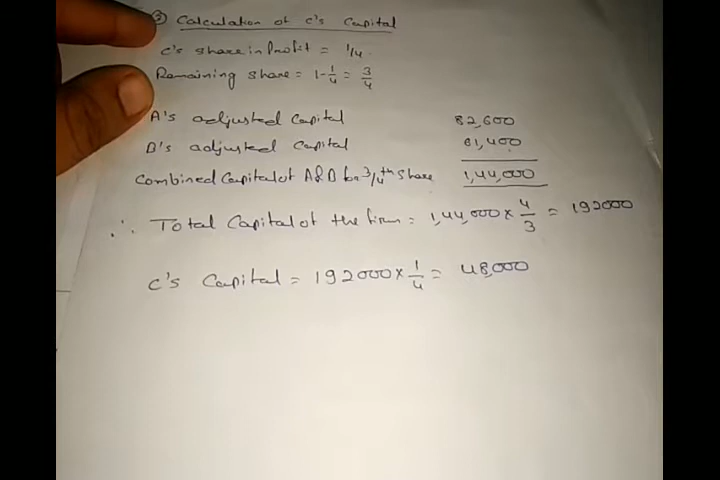 ③ Calculation of C's Capital
C's share in Profit = 1/4.
Remaining share = 1-1/4 = 3/4
A's adjusted Capital 82,600
B's adjusted Capital 61,400
Combined Capital of A&B for 3/4th share 1,44,000
∴ Total Capital of the firm = 1,44,000 × 4/3 = 192000
C's Capital = 192000 × 1/4 = 48,000